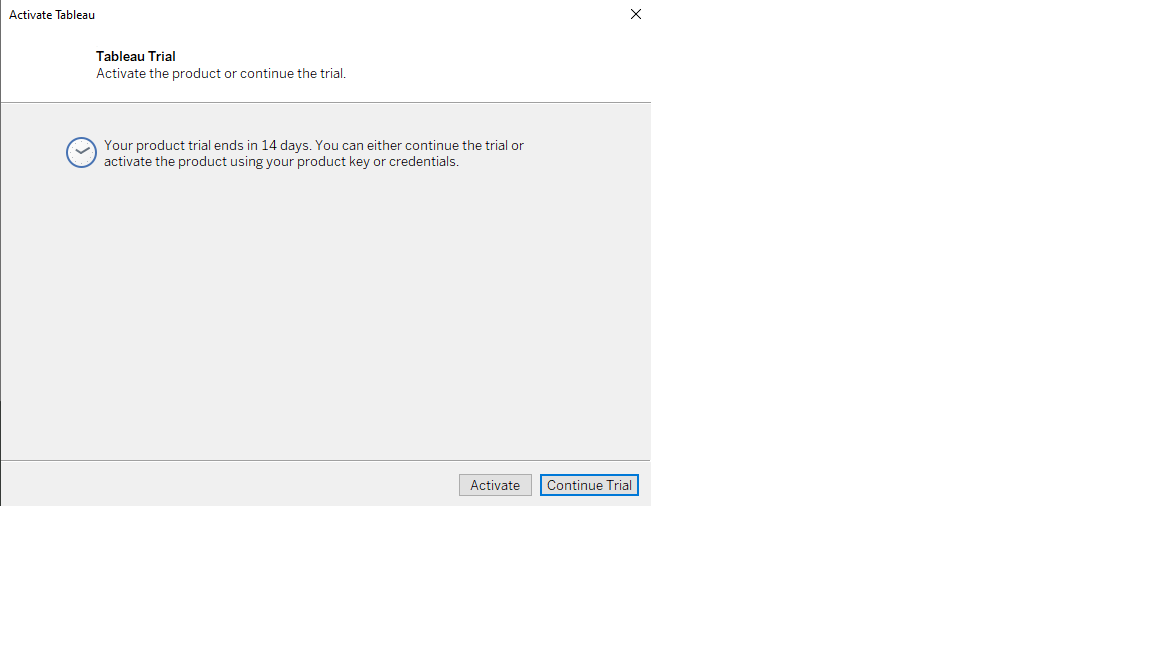 Activate Tableau
Tableau Trial
Activate the product or continue the trial.
Your product trial ends in 14 days. You can either continue the trial or
activate the product using your product key or credentials.
Activate
Continue Trial